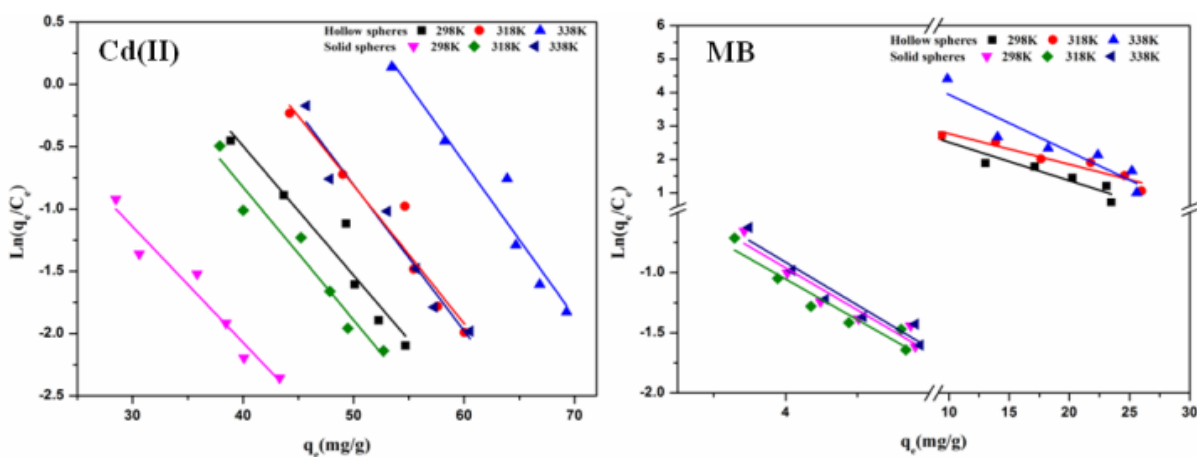 Hollow spheres 298K 318K 338K
Solid spheres 298K 318K 338K
Cd(II)
0.5
0.0
-0.5
-1.0
-1.5
-2.0
-2.5
Ln(qe/Ce)
30 40 50 60 70
qe(mg/g)
Hollow spheres 298K 318K 338K
Solid spheres 298K 318K 338K
MB
6
5
4
3
2
1
-1.0
-1.5
-2.0
Ln(qe/Ce)
4 10 15 20 25 30
qe(mg/g)